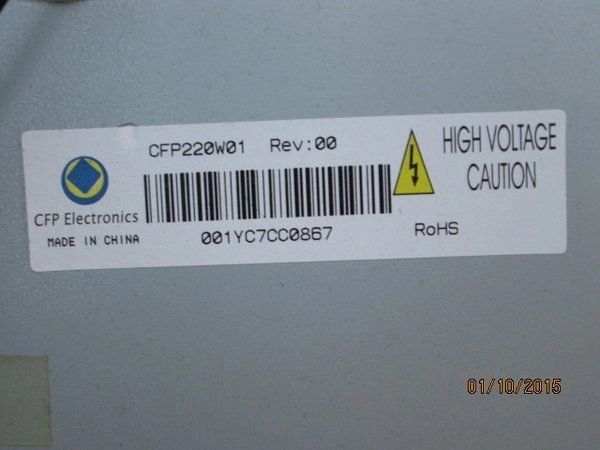 CFP220W01 Rev:00
HIGH VOLTAGE
CAUTION
CFP Electronics
MADE IN CHINA
001YC7CC0867
RoHS
01/10/2015